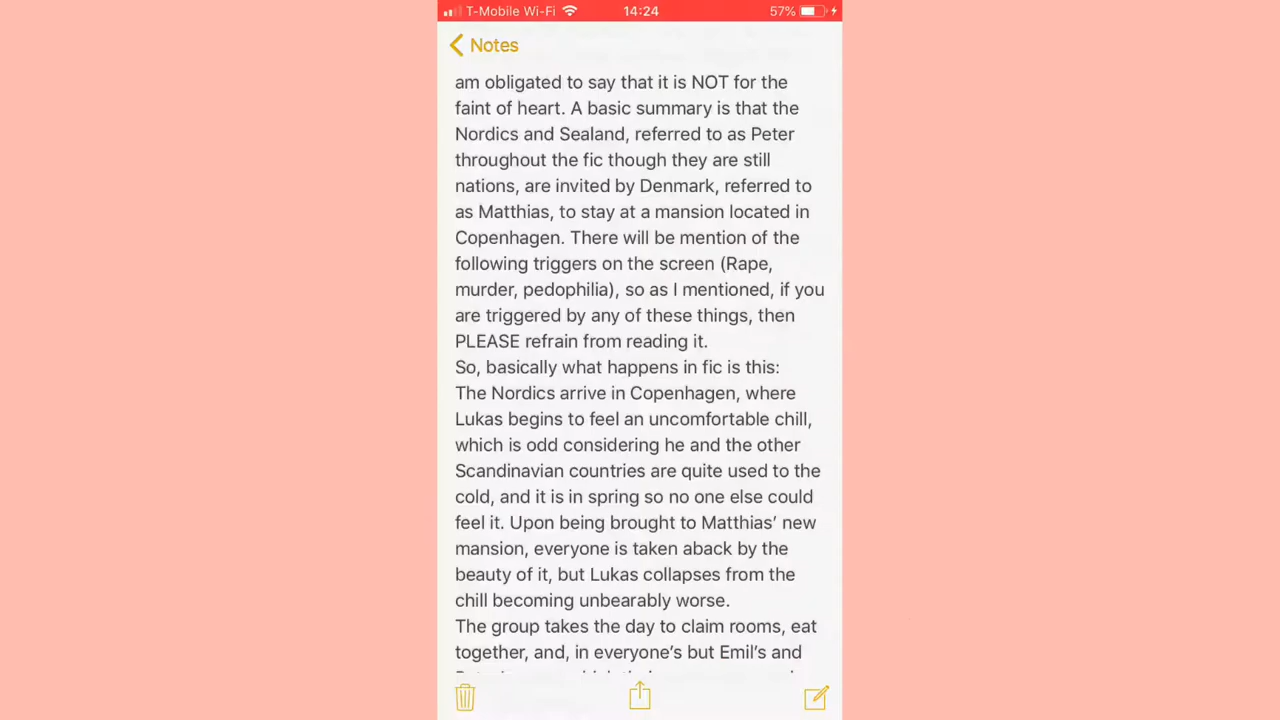 T-Mobile Wi-Fi 14:24 57%
Notes
am obligated to say that it is NOT for the
faint of heart. A basic summary is that the
Nordics and Sealand, referred to as Peter
throughout the fic though they are still
nations, are invited by Denmark, referred to
as Matthias, to stay at a mansion located in
Copenhagen. There will be mention of the
following triggers on the screen (Rape,
murder, pedophilia), so as I mentioned, if you
are triggered by any of these things, then
PLEASE refrain from reading it.
So, basically what happens in fic is this:
The Nordics arrive in Copenhagen, where
Lukas begins to feel an uncomfortable chill,
which is odd considering he and the other
Scandinavian countries are quite used to the
cold, and it is in spring so no one else could
feel it. Upon being brought to Matthias’ new
mansion, everyone is taken aback by the
beauty of it, but Lukas collapses from the
chill becoming unbearably worse.
The group takes the day to claim rooms, eat
together, and, in everyone’s but Emil’s and